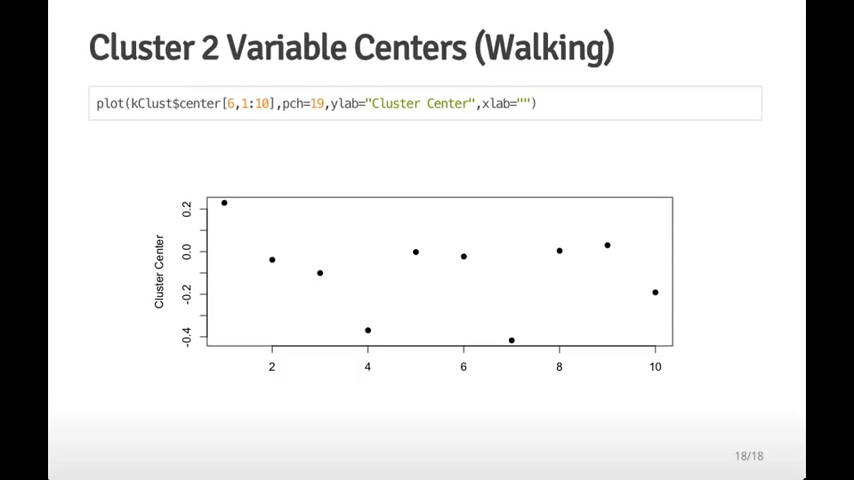 Cluster 2 Variable Centers (Walking)
plot(kClust$center[6,1:10],pch=19,ylab="Cluster Center",xlab="")
Cluster Center
0.2
0.0
-0.2
-0.4
2 4 6 8 10
18/18